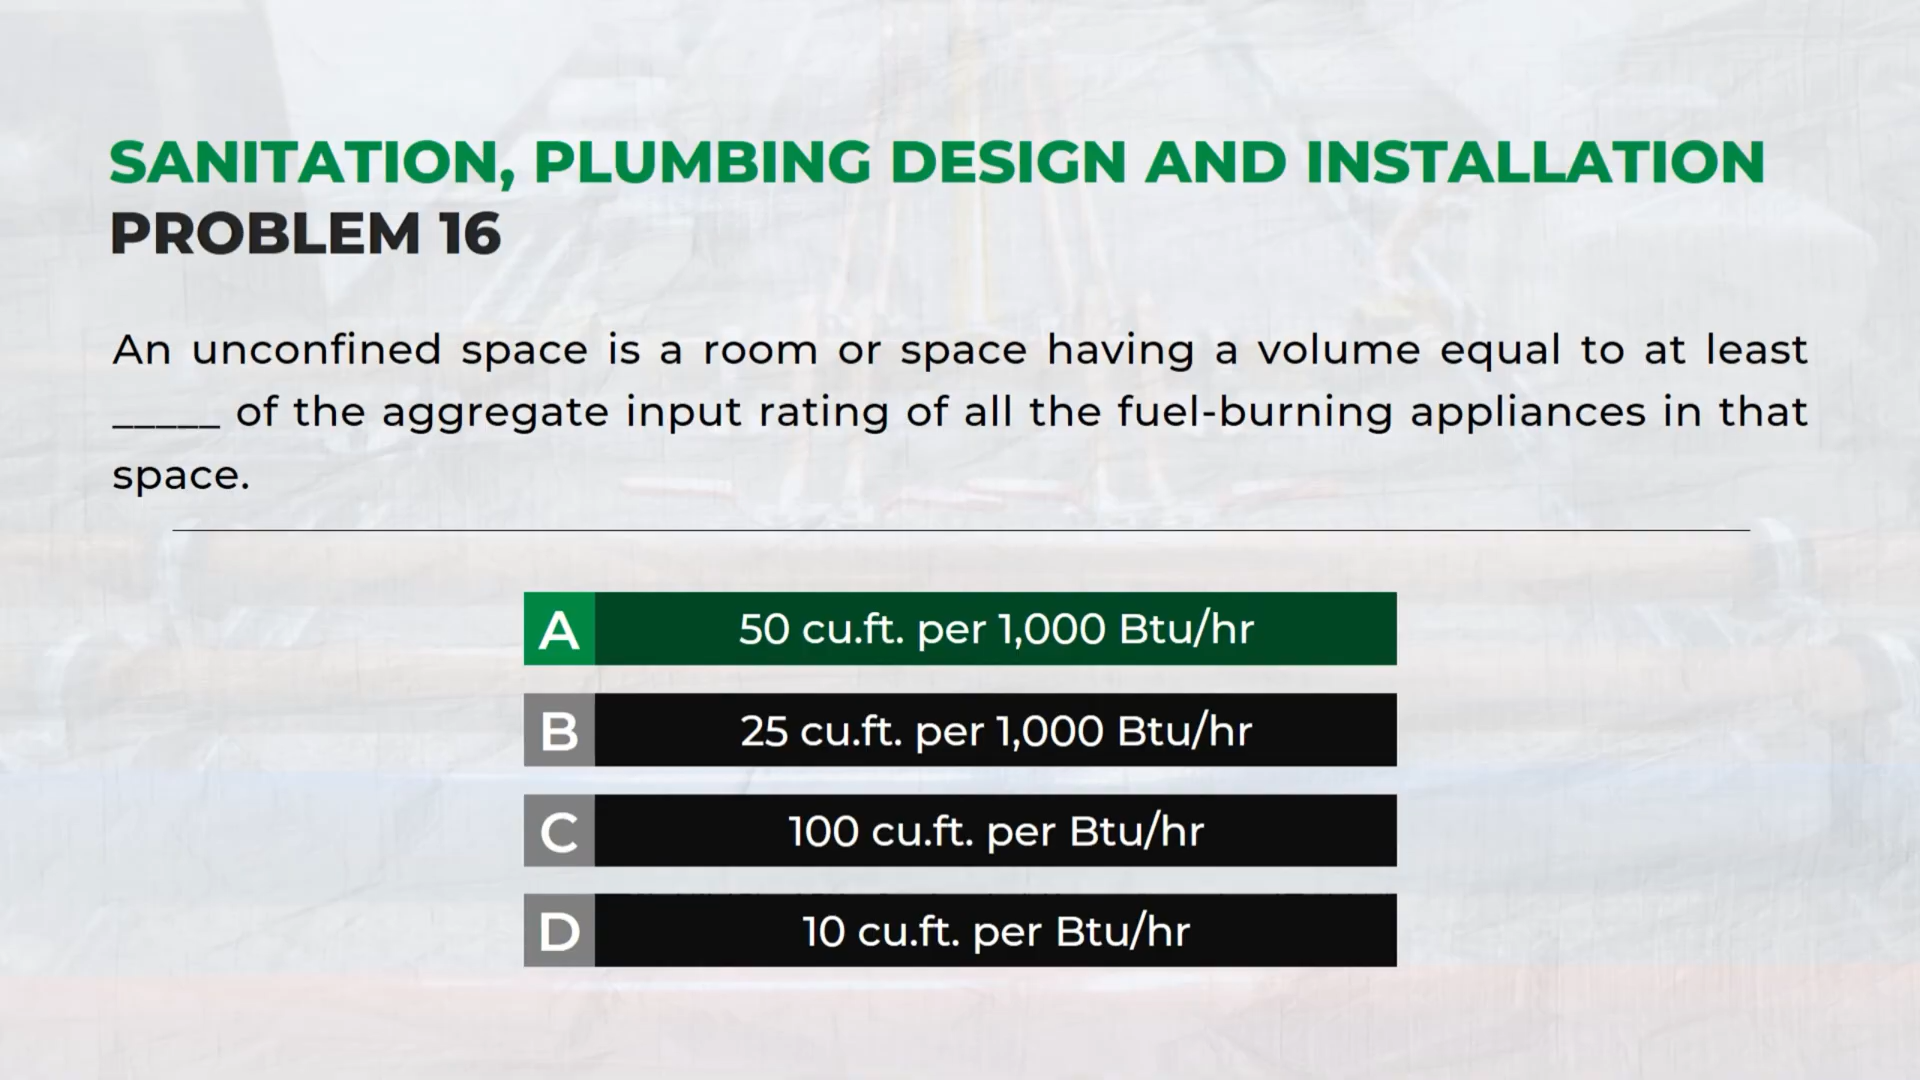 SANITATION, PLUMBING DESIGN AND INSTALLATION
PROBLEM 16
An unconfined space is a room or space having a volume equal to at least
_____ of the aggregate input rating of all the fuel-burning appliances in that
space.
A 50 cu.ft. per 1,000 Btu/hr
B 25 cu.ft. per 1,000 Btu/hr
C 100 cu.ft. per Btu/hr
D 10 cu.ft. per Btu/hr